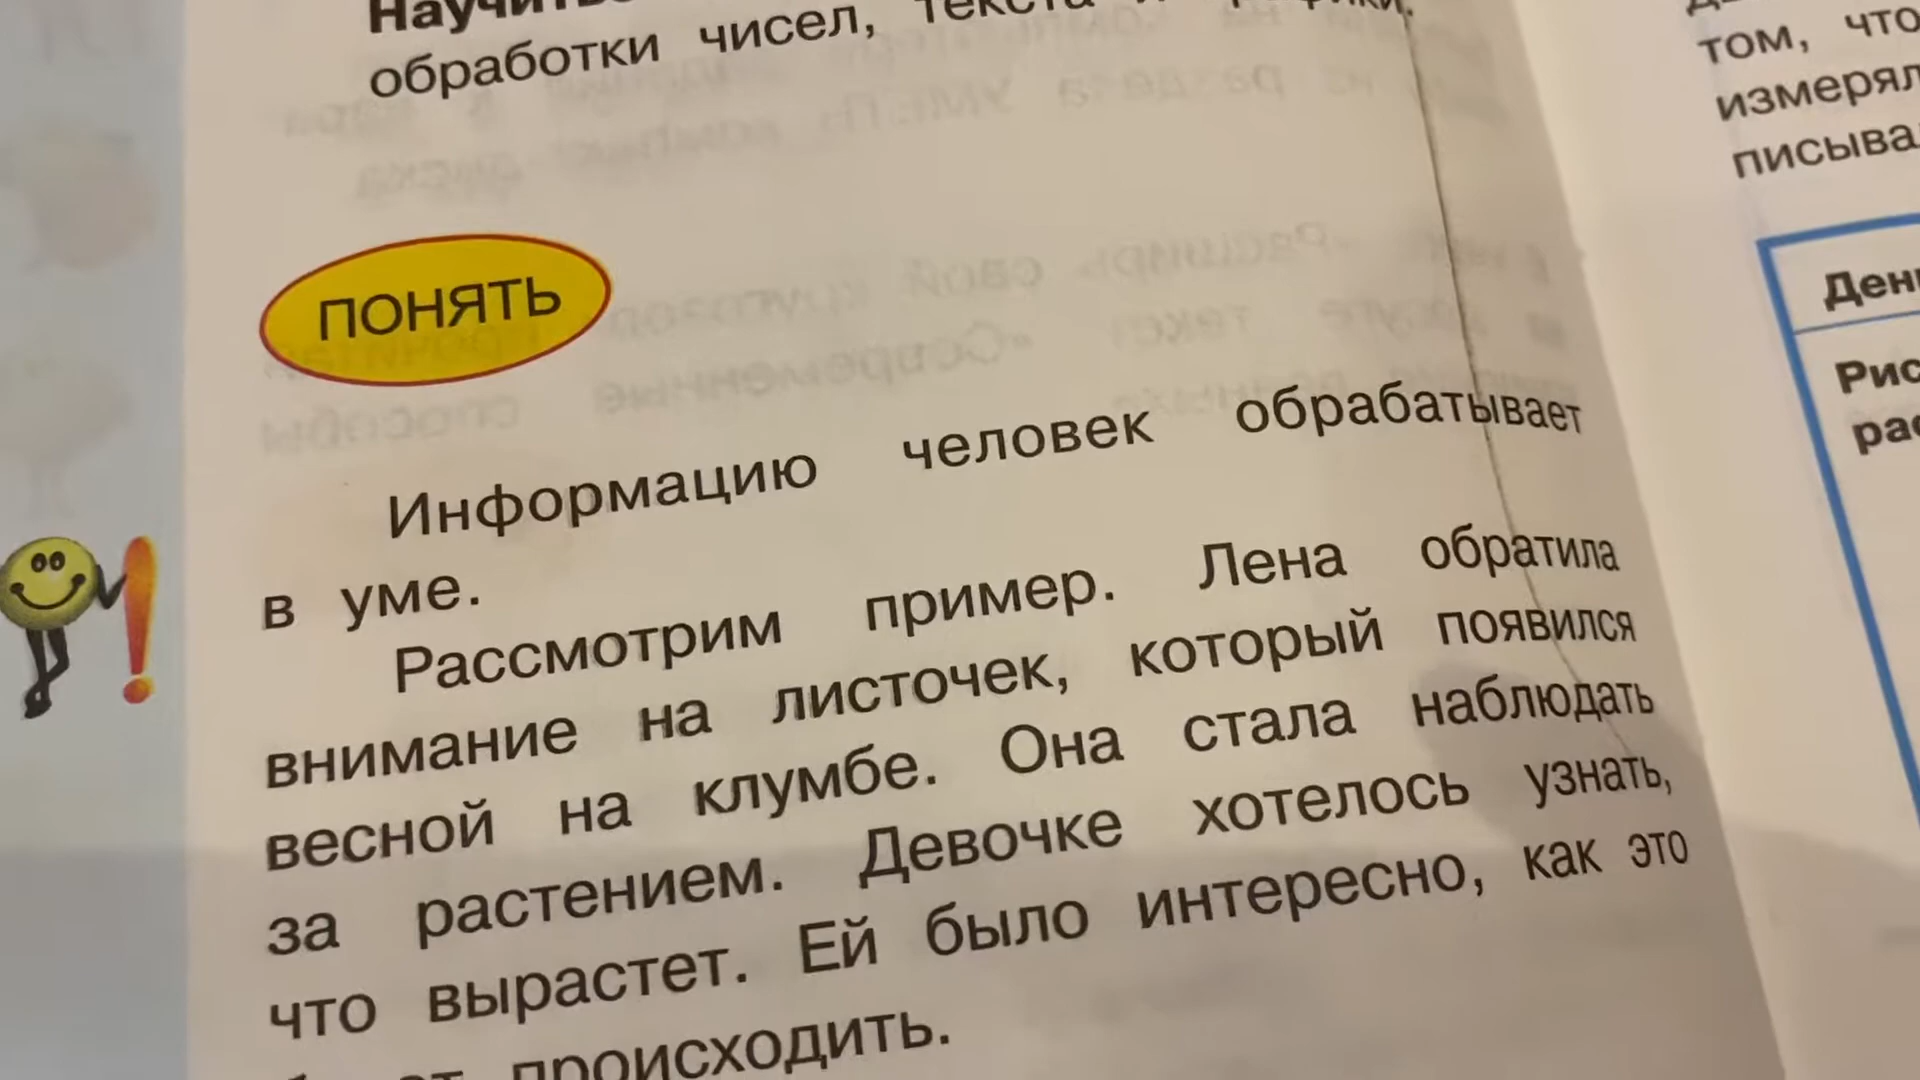 обработки чисел, текста и
ПОНЯТЬ
Информацию человек обрабатывает
в уме.
Рассмотрим пример. Лена обратила
внимание на листочек, который появился
весной на клумбе. Она стала наблюдать
за растением. Девочке хотелось узнать,
что вырастет. Ей было интересно, как это
происходить.
том, что
измерял
писыва
День
Рис
рас